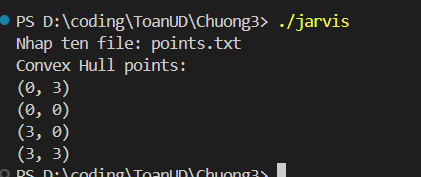 PS D:\coding\ToanUD\Chuong3> ./jarvis
Nhap ten file: points.txt
Convex Hull points:
(0, 3)
(0, 0)
(3, 0)
(3, 3)
PS D:\coding\ToanUD\Chuong3>